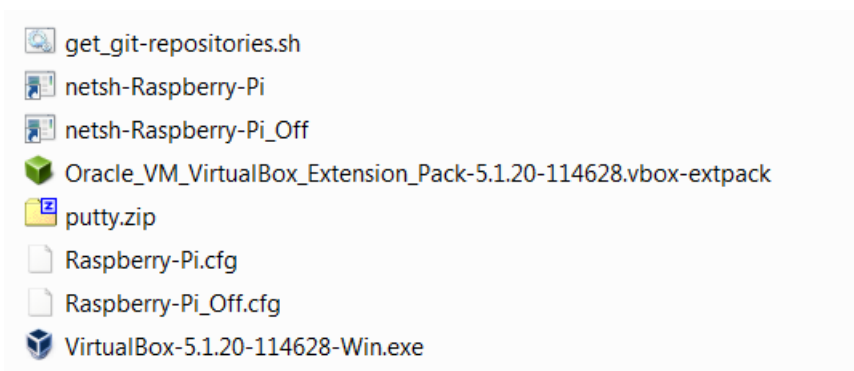 get_git-repositories.sh
netsh-Raspberry-Pi
netsh-Raspberry-Pi_Off
Oracle_VM_VirtualBox_Extension_Pack-5.1.20-114628.vbox-extpack
putty.zip
Raspberry-Pi.cfg
Raspberry-Pi_Off.cfg
VirtualBox-5.1.20-114628-Win.exe